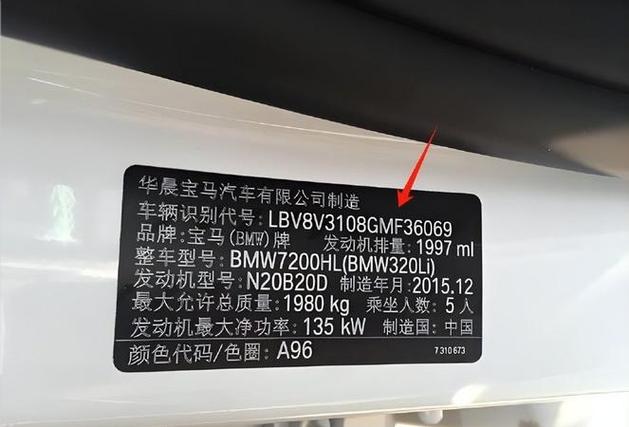 华晨宝马汽车有限公司制造
车辆识别代号: LBV8V3108GMF36069
品牌: 宝马(BMW)牌 发动机排量: 1997 ml
整车型号: BMW7200HL(BMW320Li)
发动机型号: N20B20D 制造年月: 2015.12
最大允许总质量: 1980 kg 乘坐人数: 5人
发动机最大净功率: 135 kW 制造国: 中国
颜色代码/色圈: A96 7 310 673